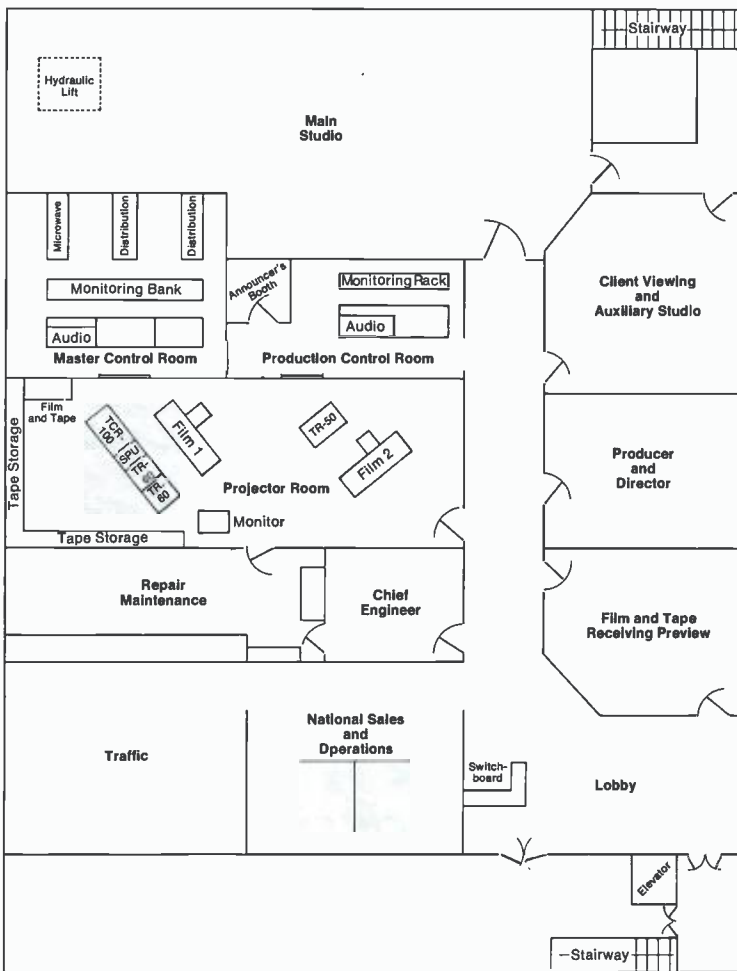 Stairway
Hydraulic
Lift
Main
Studio
Microwave
Distribution
Distribution
Monitoring Bank
Audio
Master Control Room
Announcer's
Booth
Monitoring Rack
Audio
Production Control Room
Client Viewing
and
Auxiliary Studio
Film
and Tape
Tape Storage
TCR-
100
TR-
TR-
60
Film 1
TR-50
Film 2
Projector Room
Monitor
Tape Storage
Producer
and
Director
Repair
Maintenance
Chief
Engineer
Film and Tape
Receiving Preview
Traffic
National Sales
and
Dperations
Switch-
board
Lobby
Elevator
Stairway